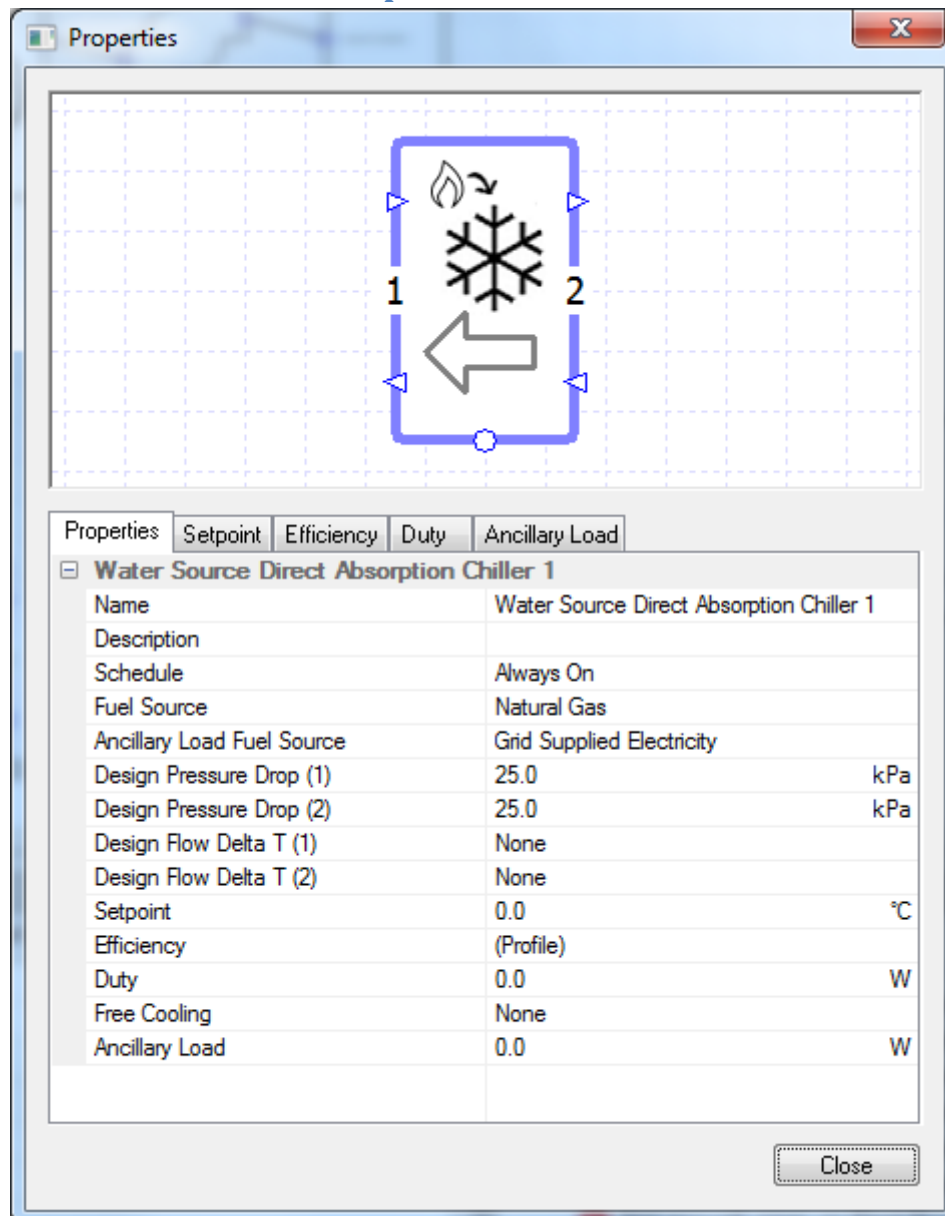 Properties
1 2
Properties Setpoint Efficiency Duty Ancillary Load
Water Source Direct Absorption Chiller 1
Name Water Source Direct Absorption Chiller 1
Description
Schedule Always On
Fuel Source Natural Gas
Ancillary Load Fuel Source Grid Supplied Electricity
Design Pressure Drop (1) 25.0 kPa
Design Pressure Drop (2) 25.0 kPa
Design Flow Delta T (1) None
Design Flow Delta T (2) None
Setpoint 0.0 °C
Efficiency (Profile)
Duty 0.0 W
Free Cooling None
Ancillary Load 0.0 W
Close